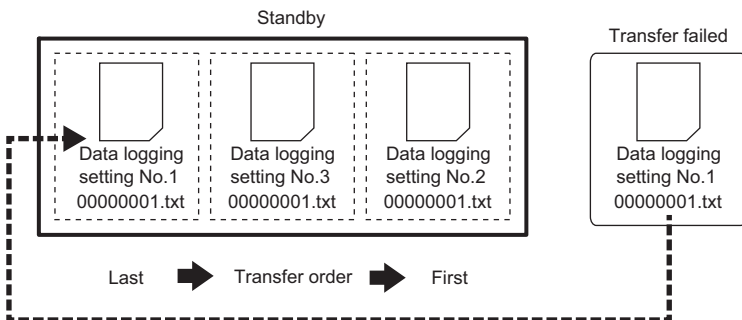 Standby
Transfer failed
Data logging
setting No.1
00000001.txt
Data logging
setting No.3
00000001.txt
Data logging
setting No.2
00000001.txt
Data logging
setting No.1
00000001.txt
Last
Transfer order
First